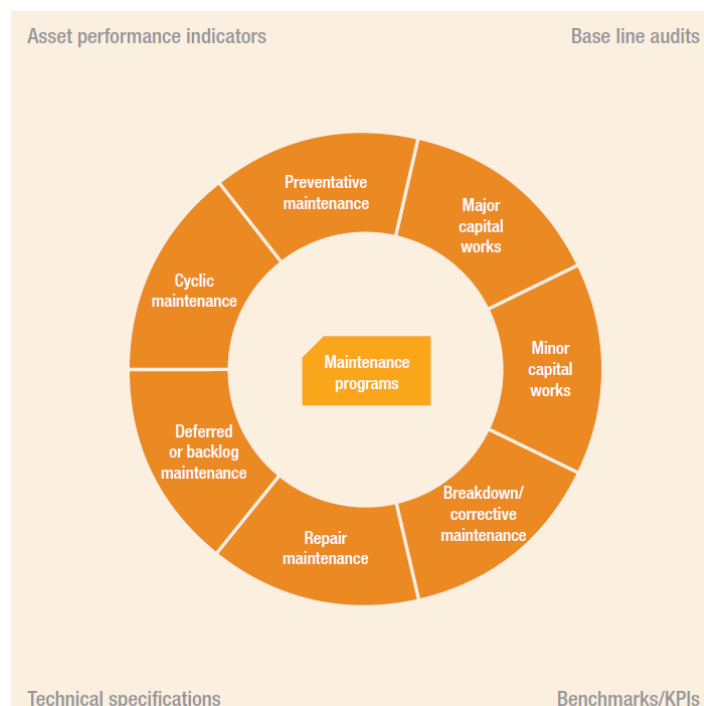 Asset performance indicators
Base line audits
Preventative
maintenance
Major
capital
works
Cyclic
maintenance
Maintenance
programs
Minor
capital
works
Deferred
or backlog
maintenance
Breakdown/
corrective
maintenance
Repair
maintenance
Technical specifications
Benchmarks/KPIs